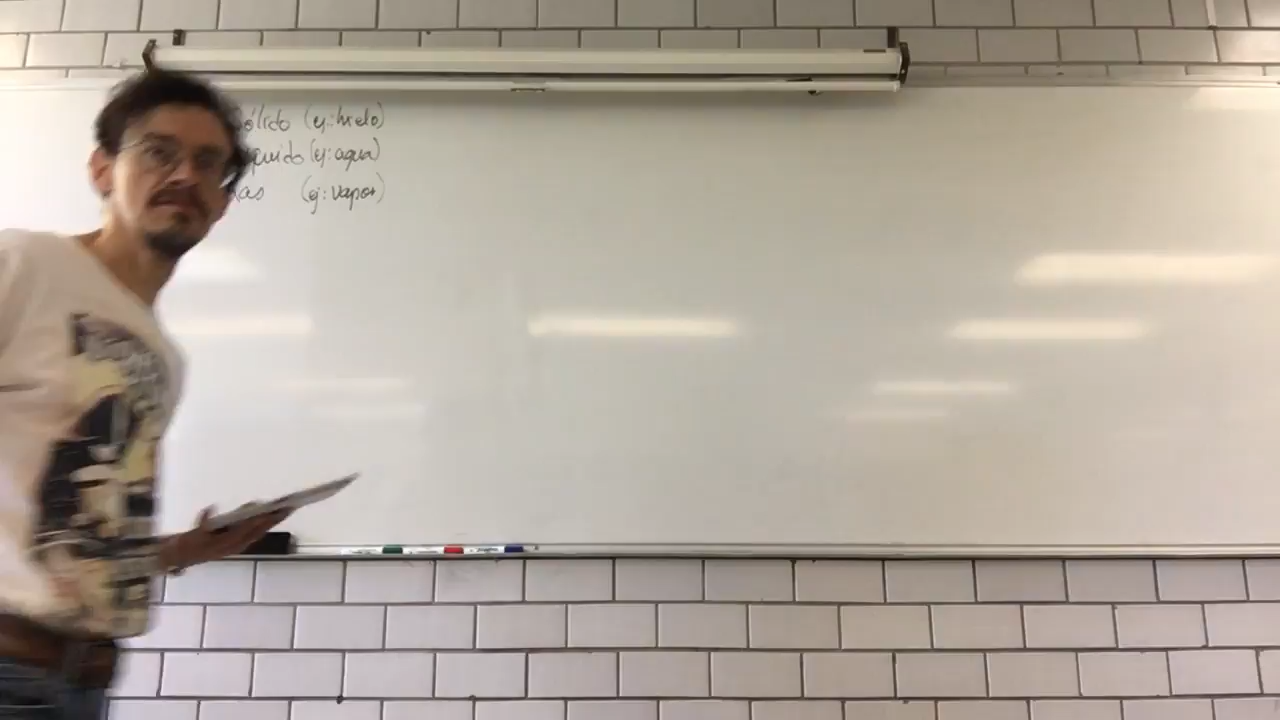 ólido (ej: hielo)
quido (ej: agua)
as (ej: vapor)